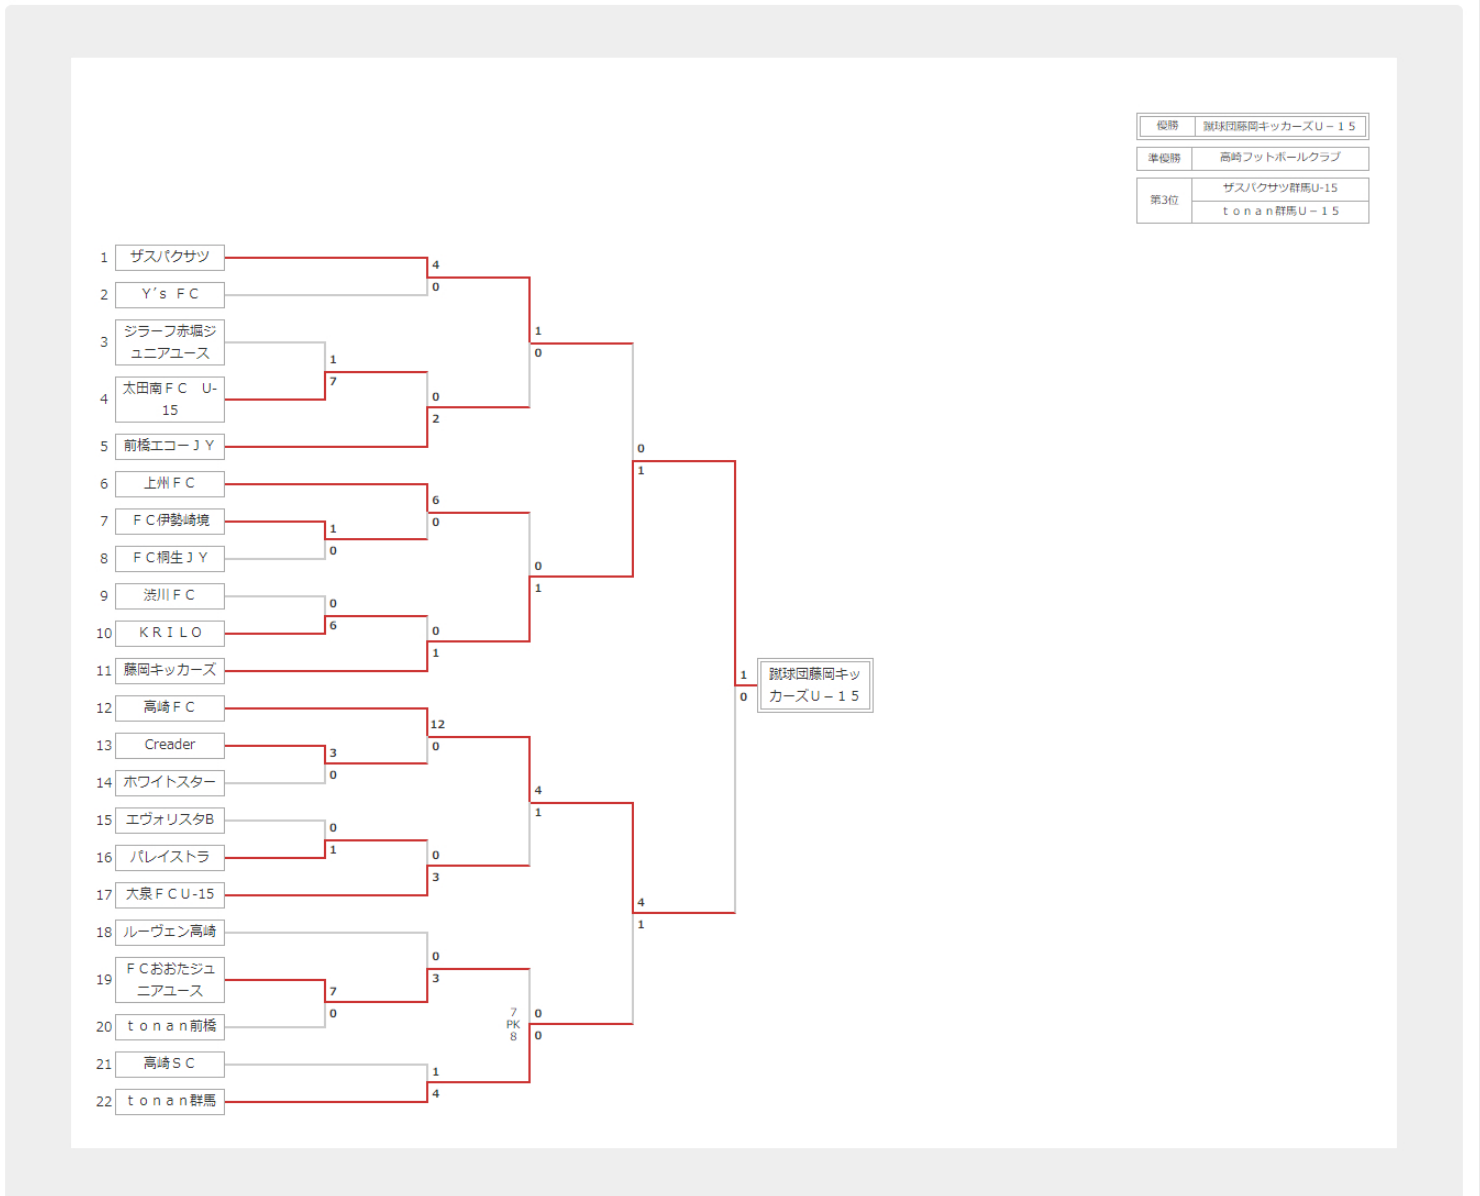 優勝 蹴球団藤岡キッカーズU－15
準優勝 高崎フットボールクラブ
第3位
ザスパクサツ群馬U-15
ｔｏｎａｎ群馬Ｕ－１５
1 ザスパクサツ
4
0
2 Ｙ´ｓ ＦＣ
3 ジラーフ赤堀ジ
ュニアユース
1
7
4 太田南ＦＣ　U-
15
0
2
5 前橋エコーＪＹ
1
0
6 上州ＦＣ
6
0
7 ＦＣ伊勢崎境
1
0
8 ＦＣ桐生ＪＹ
9 渋川ＦＣ
0
6
10 ＫＲＩＬＯ
0
1
11 藤岡キッカーズ
0
1
0
1
12 高崎ＦＣ
12
0
13 Creader
3
0
14 ホワイトスター
15 エヴォリスタB
0
1
16 パレイストラ
0
3
17 大泉ＦＣＵ-15
4
1
18 ルーヴェン高崎
0
3
19 ＦＣおおたジュ
ニアユース
7
0
20 ｔｏｎａｎ前橋
7
PK
8
0
0
21 高崎ＳＣ
1
4
22 ｔｏｎａｎ群馬
4
1
1
0
蹴球団藤岡キッ
カーズＵ－１５